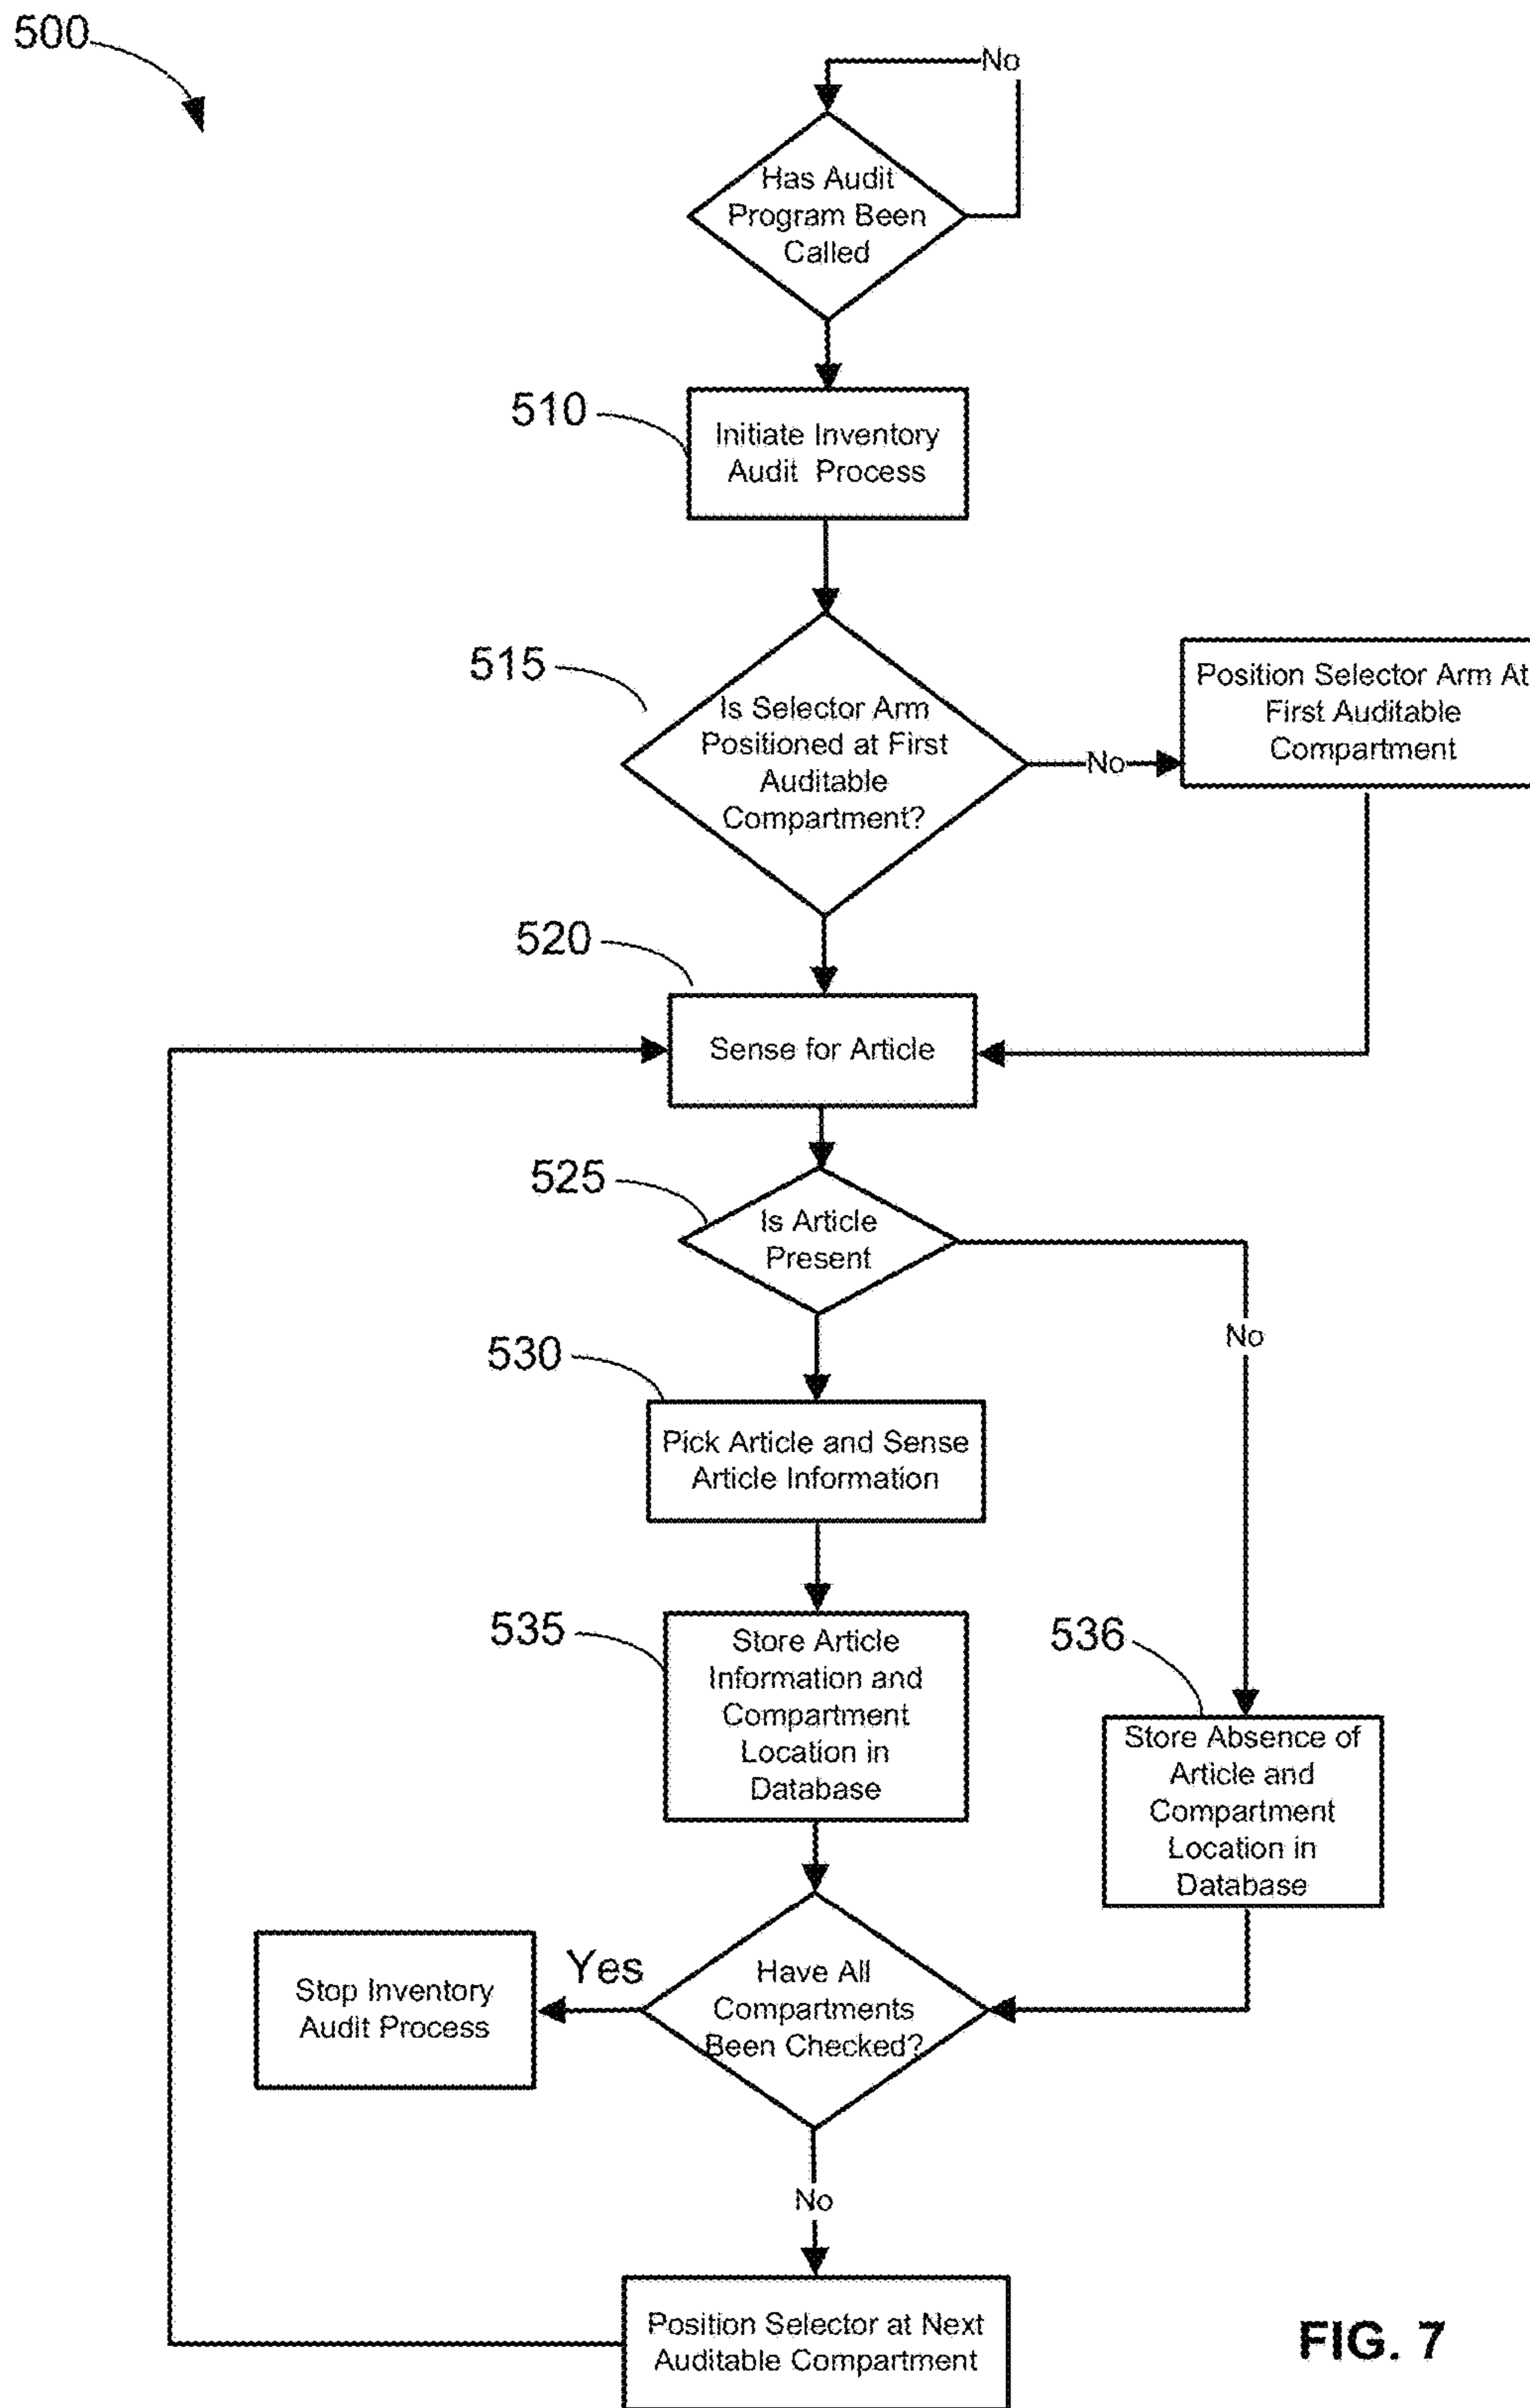 500
No
Has Audit
Program Been
Called
510
Initiate Inventory
Audit Process
515
Is Selector Arm
Positioned at First
Auditable
Compartment?
No
Position Selector Arm At
First Auditable
Compartment
520
Sense for Article
525
Is Article
Present
No
530
Pick Article and Sense
Article Information
535
Store Article
Information and
Compartment
Location in
Database
536
Store Absence of
Article and
Compartment
Location in
Database
Stop Inventory
Audit Process
Yes
Have All
Compartments
Been Checked?
No
Position Selector at Next
Auditable Compartment
FIG. 7